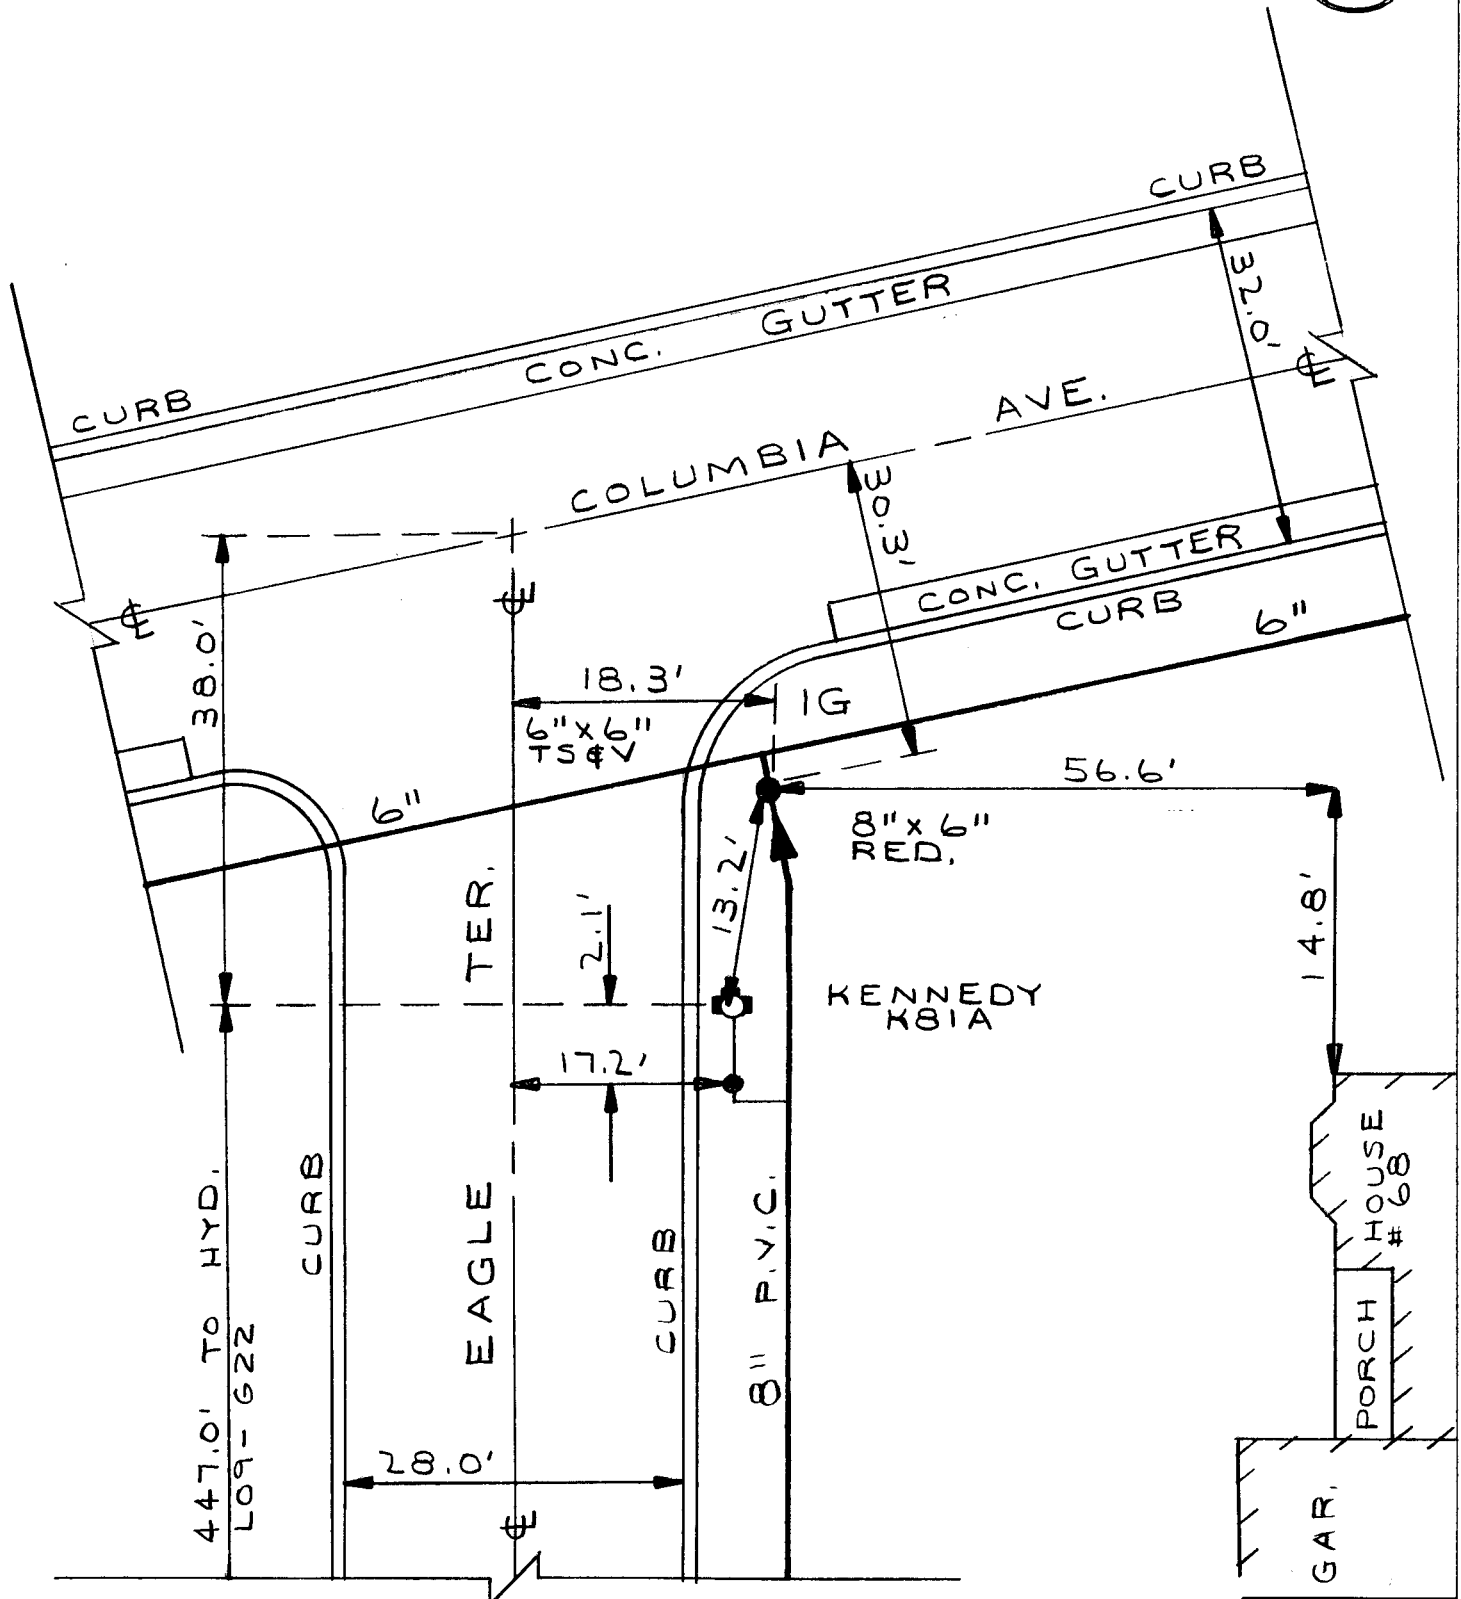 CURB
32.0'
CONC. GUTTER
CURB
℄
COLUMBIA AVE.
30.3'
CONC. GUTTER
CURB
6"
℄
℄
38.0'
18.3'
1G
6" x 6"
TS & V
56.6'
6"
8" x 6"
RED.
13.2'
14.8'
2.1'
KENNEDY
K81A
17.2'
EAGLE TER.
CURB
CURB
8" P.V.C.
HOUSE
# 68
PORCH
447.0' TO HYD.
L09-G22
28.0'
℄
GAR.